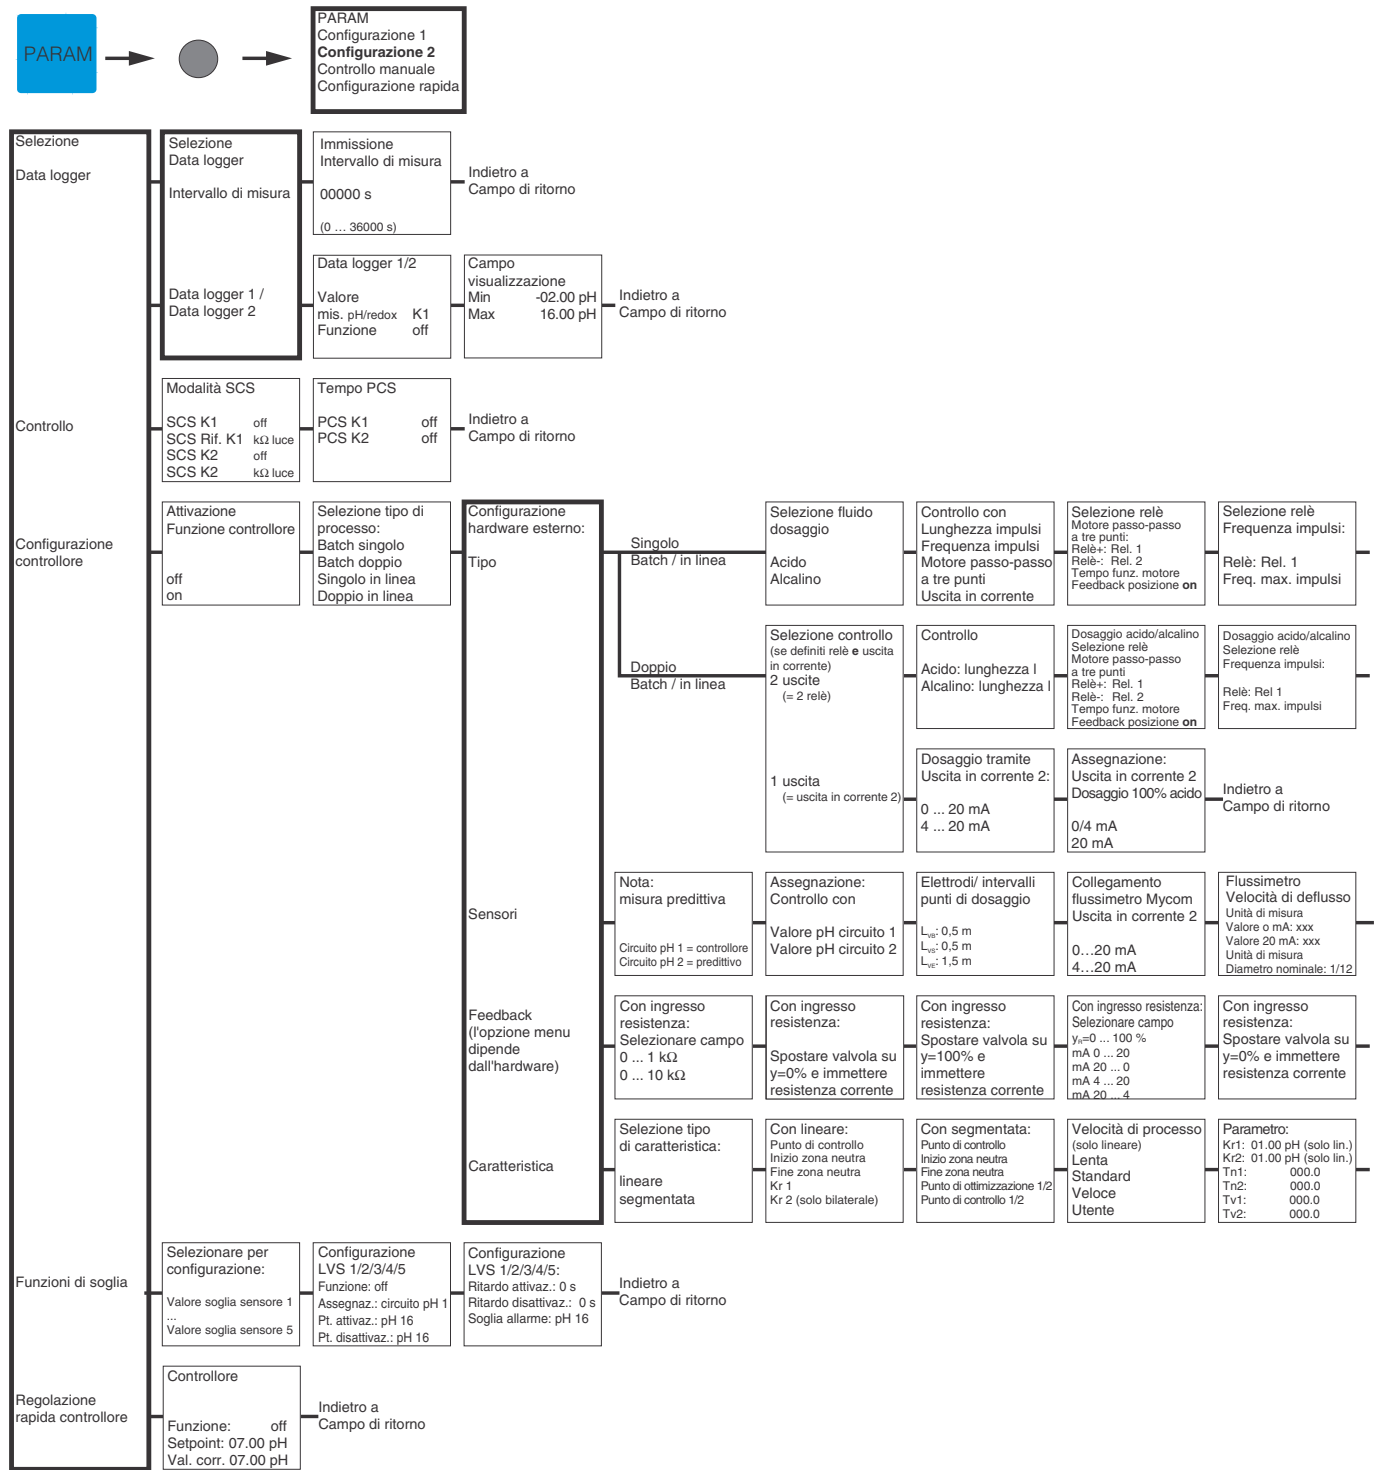 PARAM
PARAM
Configurazione 1
Configurazione 2
Controllo manuale
Configurazione rapida
Selezione
Data logger
Selezione
Data logger
Intervallo di misura
Immissione
Intervallo di misura
00000 s
(0 ... 36000 s)
Indietro a
Campo di ritorno
Data logger 1 /
Data logger 2
Data logger 1/2
Valore
mis. pH/redox K1
Funzione off
Campo
visualizzazione
Min -02.00 pH
Max 16.00 pH
Indietro a
Campo di ritorno
Controllo
Modalità SCS
SCS K1 off
SCS Rif. K1 kΩ luce
SCS K2 off
SCS K2 kΩ luce
Tempo PCS
PCS K1 off
PCS K2 off
Indietro a
Campo di ritorno
Configurazione
controllore
Attivazione
Funzione controllore
off
on
Selezione tipo di
processo:
Batch singolo
Batch doppio
Singolo in linea
Doppio in linea
Configurazione
hardware esterno:
Tipo
Singolo
Batch / in linea
Selezione fluido
dosaggio
Acido
Alcalino
Controllo con
Lunghezza impulsi
Frequenza impulsi
Motore passo-passo
a tre punti
Uscita in corrente
Selezione relè
Motore passo-passo
a tre punti:
Relè+: Rel. 1
Relè-: Rel. 2
Tempo funz. motore
Feedback posizione on
Selezione relè
Frequenza impulsi:
Relè: Rel. 1
Freq. max. impulsi
Doppio
Batch / in linea
Selezione controllo
(se definiti relè e uscita
in corrente)
2 uscite
(= 2 relè)
1 uscita
(= uscita in corrente 2)
Controllo
Acido: lunghezza l
Alcalino: lunghezza l
Dosaggio acido/alcalino
Selezione relè
Motore passo-passo
a tre punti
Relè+: Rel. 1
Relè-: Rel. 2
Tempo funz. motore
Feedback posizione on
Dosaggio acido/alcalino
Selezione relè
Frequenza impulsi:
Relè: Rel 1
Freq. max. impulsi
Dosaggio tramite
Uscita in corrente 2:
0 ... 20 mA
4 ... 20 mA
Assegnazione:
Uscita in corrente 2
Dosaggio 100% acido
0/4 mA
20 mA
Indietro a
Campo di ritorno
Sensori
Nota:
misura predittiva
Circuito pH 1 = controllore
Circuito pH 2 = predittivo
Assegnazione:
Controllo con
Valore pH circuito 1
Valore pH circuito 2
Elettrodi/ intervalli
punti di dosaggio
LvB: 0,5 m
LvS: 0,5 m
LvE: 1,5 m
Collegamento
flussimetro Mycom
Uscita in corrente 2
0...20 mA
4...20 mA
Flussimetro
Velocità di deflusso
Unità di misura
Valore o mA: xxx
Valore 20 mA: xxx
Unità di misura
Diametro nominale: 1/12
Feedback
(l'opzione menu
dipende
dall'hardware)
Con ingresso
resistenza:
Selezionare campo
0 ... 1 kΩ
0 ... 10 kΩ
Con ingresso
resistenza:
Spostare valvola su
y=0% e immettere
resistenza corrente
Con ingresso
resistenza:
Spostare valvola su
y=100% e
immettere
resistenza corrente
Con ingresso resistenza:
Selezionare campo
yR=0 ... 100 %
mA 0 ... 20
mA 20 ... 0
mA 4 ... 20
mA 20 ... 4
Con ingresso
resistenza:
Spostare valvola su
y=0% e immettere
resistenza corrente
Caratteristica
Selezione tipo
di caratteristica:
lineare
segmentata
Con lineare:
Punto di controllo
Inizio zona neutra
Fine zona neutra
Kr 1
Kr 2 (solo bilaterale)
Con segmentata:
Punto di controllo
Inizio zona neutra
Fine zona neutra
Punto di ottimizzazione 1/2
Punto di controllo 1/2
Velocità di processo
(solo lineare)
Lenta
Standard
Veloce
Utente
Parametro:
Kr1: 01.00 pH (solo lin.)
Kr2: 01.00 pH (solo lin.)
Tn1: 000.0
Tn2: 000.0
Tv1: 000.0
Tv2: 000.0
Funzioni di soglia
Selezionare per
configurazione:
Valore soglia sensore 1
...
Valore soglia sensore 5
Configurazione
LVS 1/2/3/4/5
Funzione: off
Assegnaz.: circuito pH 1
Pt. attivaz.: pH 16
Pt. disattivaz.: pH 16
Configurazione
LVS 1/2/3/4/5:
Ritardo attivaz.: 0 s
Ritardo disattivaz.: 0 s
Soglia allarme: pH 16
Indietro a
Campo di ritorno
Regolazione
rapida controllore
Controllore
Funzione: off
Setpoint: 07.00 pH
Val. corr. 07.00 pH
Indietro a
Campo di ritorno